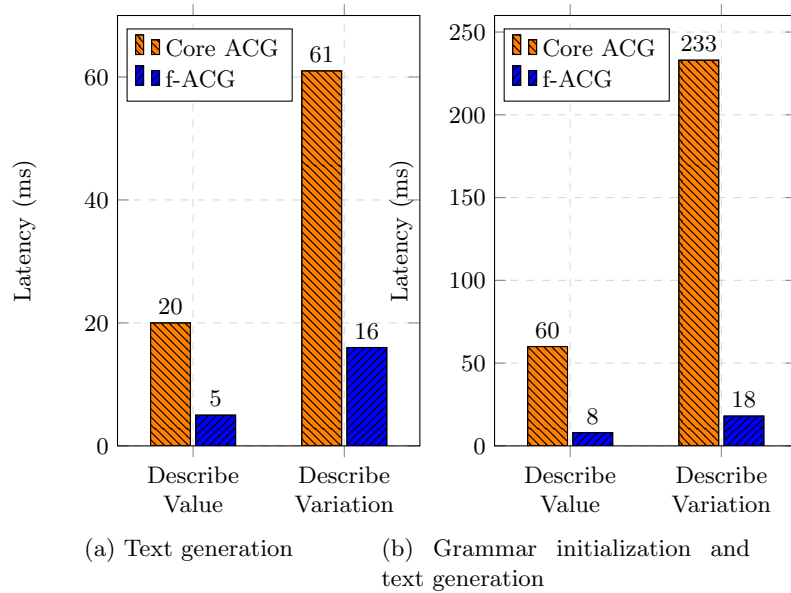 Latency (ms)
60
40
20
0
Core ACG
f-ACG
20
5
61
16
Describe
Value
Describe
Variation
(a) Text generation
Latency (ms)
250
200
150
100
50
0
Core ACG
f-ACG
60
8
233
18
Describe
Value
Describe
Variation
(b) Grammar initialization and
text generation